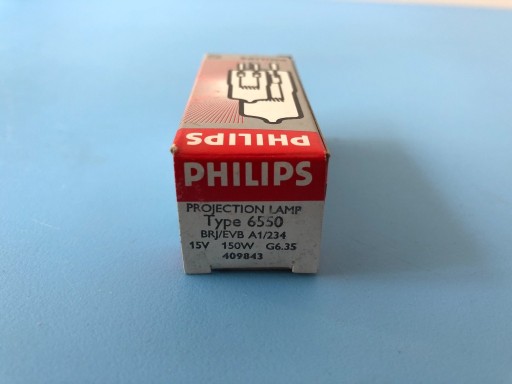 PHILIPS
PHILIPS
PROJECTION LAMP
Type 6550
BRJ/EVB A1/234
15V 150W G6.35
409843